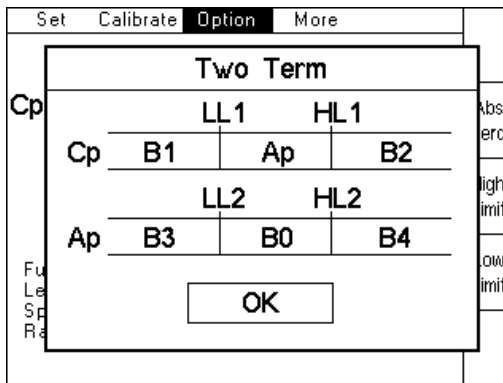 Set Calibrate Option More
Two Term
Cp
LL1 HL1
Cp B1 Ap B2
LL2 HL2
Ap B3 B0 B4
OK